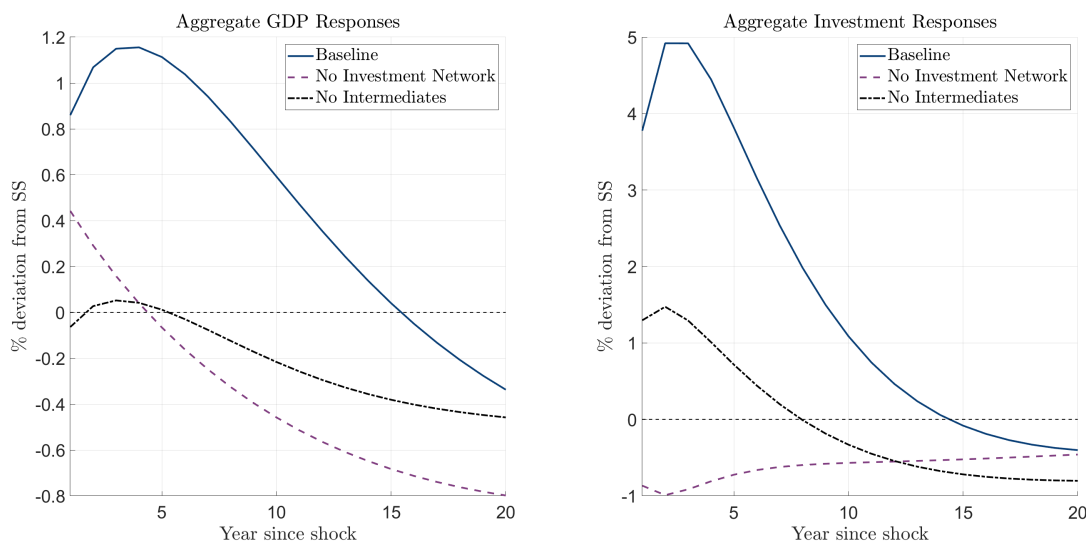 Aggregate GDP Responses
% deviation from SS
1.2
1
0.8
0.6
0.4
0.2
0
-0.2
-0.4
-0.6
-0.8
Baseline
No Investment Network
No Intermediates
5
10
15
20
Year since shock
Aggregate Investment Responses
% deviation from SS
5
4
3
2
1
0
-1
Baseline
No Investment Network
No Intermediates
5
10
15
20
Year since shock